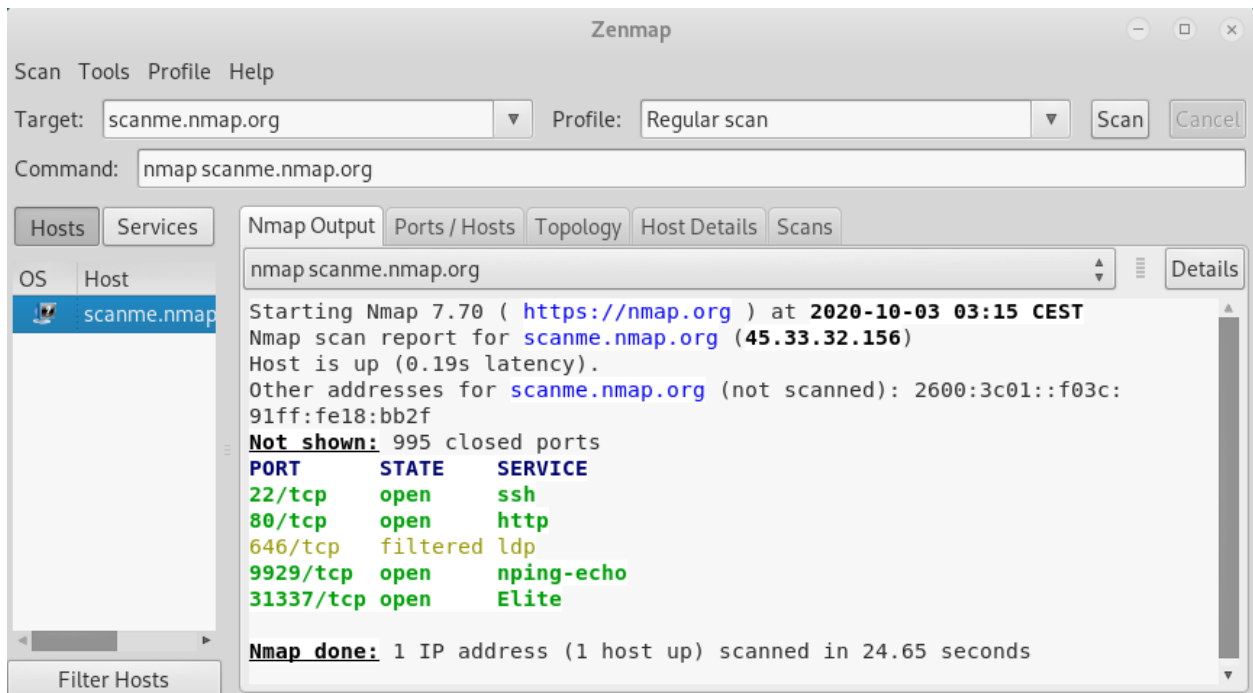 Zenmap
Scan Tools Profile Help
Target: scanme.nmap.org Profile: Regular scan Scan Cancel
Command: nmap scanme.nmap.org
Hosts Services
Nmap Output Ports / Hosts Topology Host Details Scans
OS Host
scanme.nmap
nmap scanme.nmap.org Details
Starting Nmap 7.70 ( https://nmap.org ) at 2020-10-03 03:15 CEST
Nmap scan report for scanme.nmap.org (45.33.32.156)
Host is up (0.19s latency).
Other addresses for scanme.nmap.org (not scanned): 2600:3c01::f03c:
91ff:fe18:bb2f
Not shown: 995 closed ports
PORT STATE SERVICE
22/tcp open ssh
80/tcp open http
646/tcp filtered ldp
9929/tcp open nping-echo
31337/tcp open Elite
Nmap done: 1 IP address (1 host up) scanned in 24.65 seconds
Filter Hosts